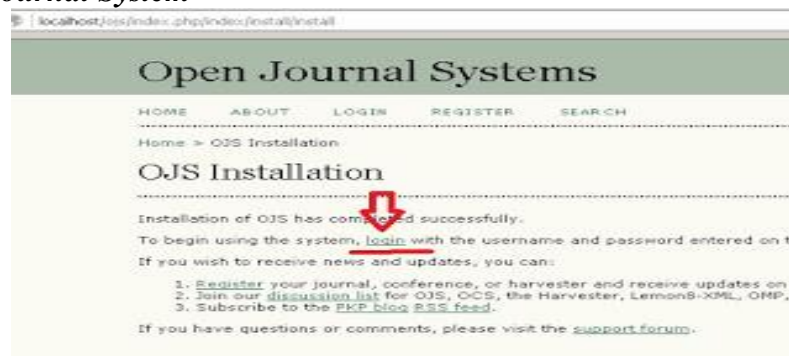 ournal System
localhost/ojs/index.php/index/install/install
Open Journal Systems
HOME ABOUT LOGIN REGISTER SEARCH
Home > OJS Installation
OJS Installation
Installation of OJS has completed successfully.
To begin using the system, login with the username and password entered on t
If you wish to receive news and updates, you can:
1. Register your journal, conference, or harvester and receive updates on
2. Join our discussion list for OJS, OCS, the Harvester, Lemon8-XML, OMP,
3. Subscribe to the PKP blog RSS feed.
If you have questions or comments, please visit the support forum.